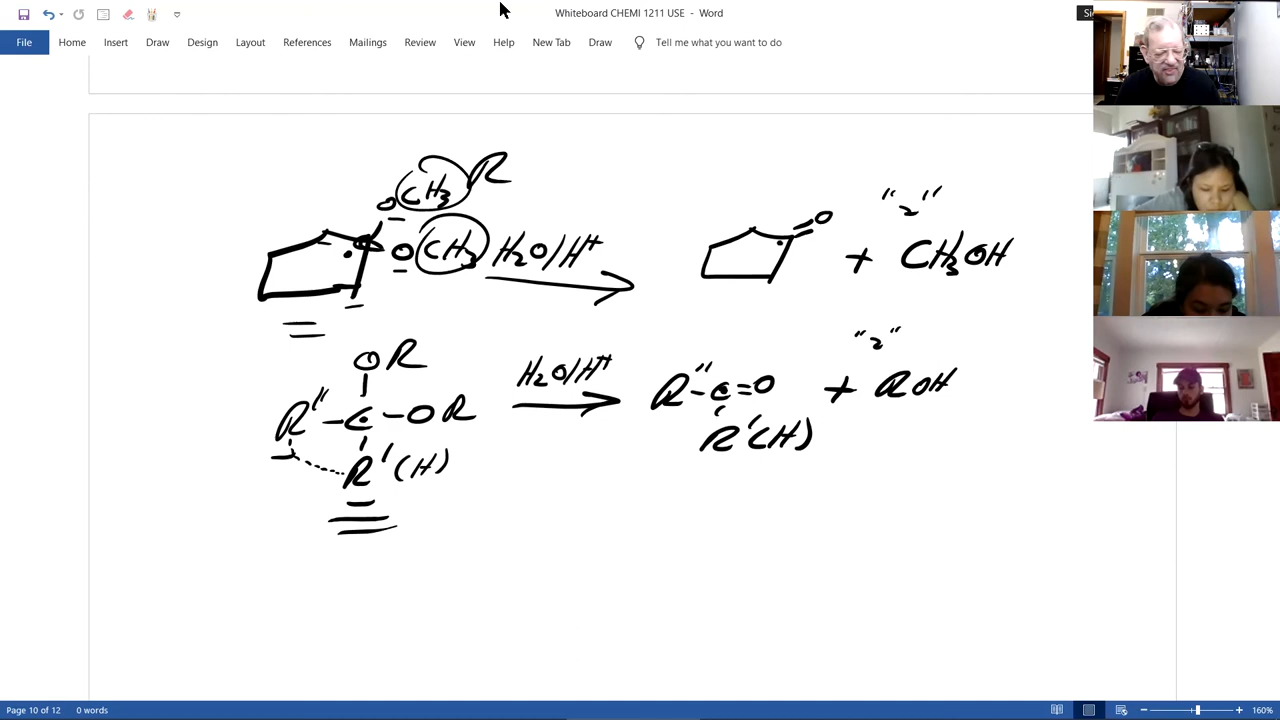 Whiteboard CHEMI 1211 USE - Word
File Home Insert Draw Design Layout References Mailings Review View Help New Tab Draw Tell me what you want to do
OCH3 R
OCH3 H2O/H+ O + "2" CH3OH
OR
R"-C-OR H2O/H+ R"-C=O + "2" ROH
R'(H) R'(H)
Page 10 of 12 0 words 160%